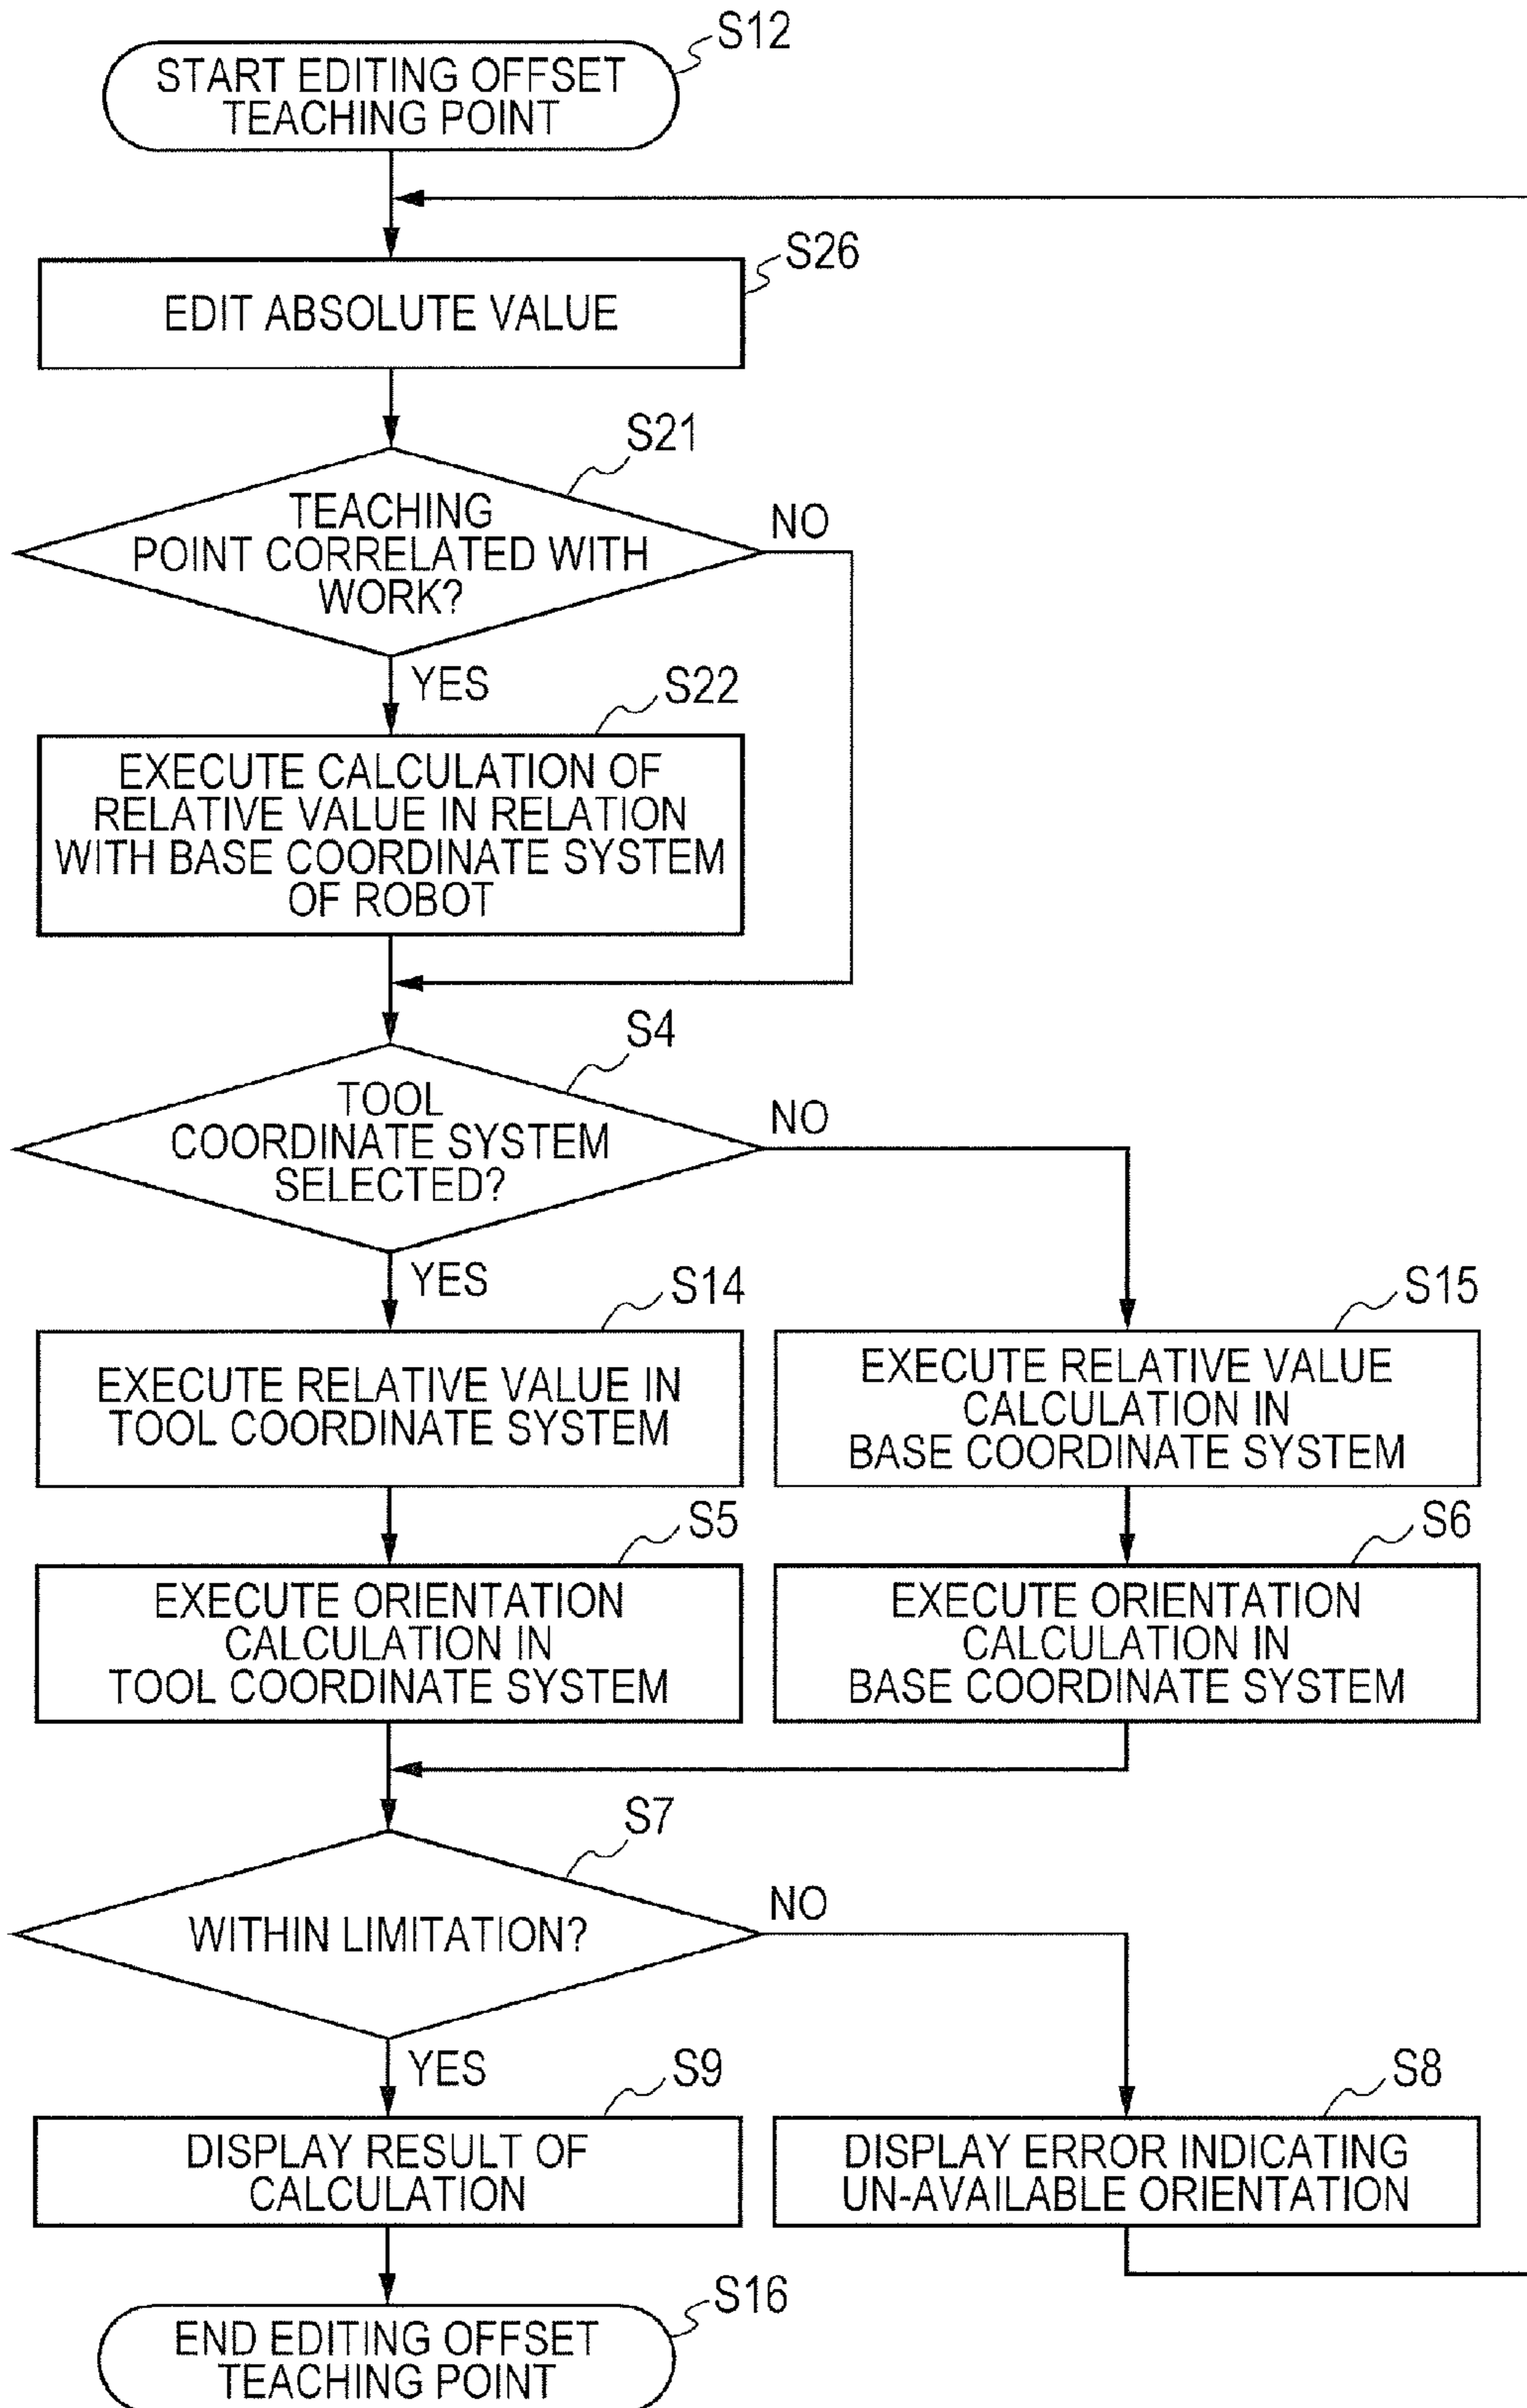 S12
START EDITING OFFSET
TEACHING POINT
S26
EDIT ABSOLUTE VALUE
S21
TEACHING
POINT CORRELATED WITH
WORK?
NO
YES
S22
EXECUTE CALCULATION OF
RELATIVE VALUE IN RELATION
WITH BASE COORDINATE SYSTEM
OF ROBOT
S4
TOOL
COORDINATE SYSTEM
SELECTED?
NO
YES
S14
EXECUTE RELATIVE VALUE IN
TOOL COORDINATE SYSTEM
S15
EXECUTE RELATIVE VALUE
CALCULATION IN
BASE COORDINATE SYSTEM
S5
EXECUTE ORIENTATION
CALCULATION IN
TOOL COORDINATE SYSTEM
S6
EXECUTE ORIENTATION
CALCULATION IN
BASE COORDINATE SYSTEM
S7
WITHIN LIMITATION?
NO
YES
S9
DISPLAY RESULT OF
CALCULATION
S8
DISPLAY ERROR INDICATING
UN-AVAILABLE ORIENTATION
S16
END EDITING OFFSET
TEACHING POINT